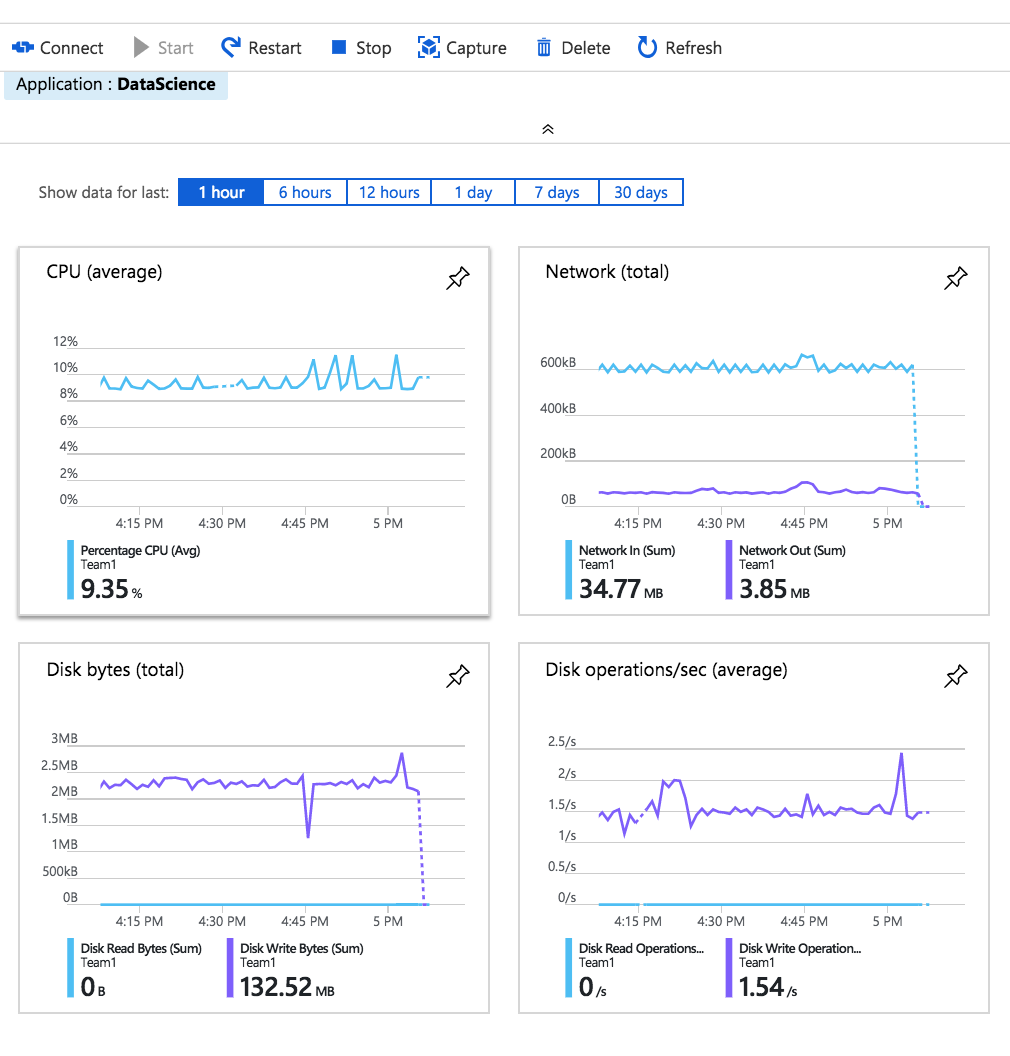 Connect Start Restart Stop Capture Delete Refresh
Application : DataScience
Show data for last: 1 hour 6 hours 12 hours 1 day 7 days 30 days
CPU (average)
12%
10%
8%
6%
4%
2%
0%
4:15 PM 4:30 PM 4:45 PM 5 PM
Percentage CPU (Avg)
Team1
9.35 %
Network (total)
600kB
400kB
200kB
0B
4:15 PM 4:30 PM 4:45 PM 5 PM
Network In (Sum) Network Out (Sum)
Team1 Team1
34.77 MB 3.85 MB
Disk bytes (total)
3MB
2.5MB
2MB
1.5MB
1MB
500kB
0B
4:15 PM 4:30 PM 4:45 PM 5 PM
Disk Read Bytes (Sum) Disk Write Bytes (Sum)
Team1 Team1
0 B 132.52 MB
Disk operations/sec (average)
2.5/s
2/s
1.5/s
1/s
0.5/s
0/s
4:15 PM 4:30 PM 4:45 PM 5 PM
Disk Read Operations... Disk Write Operation...
Team1 Team1
0 /s 1.54 /s